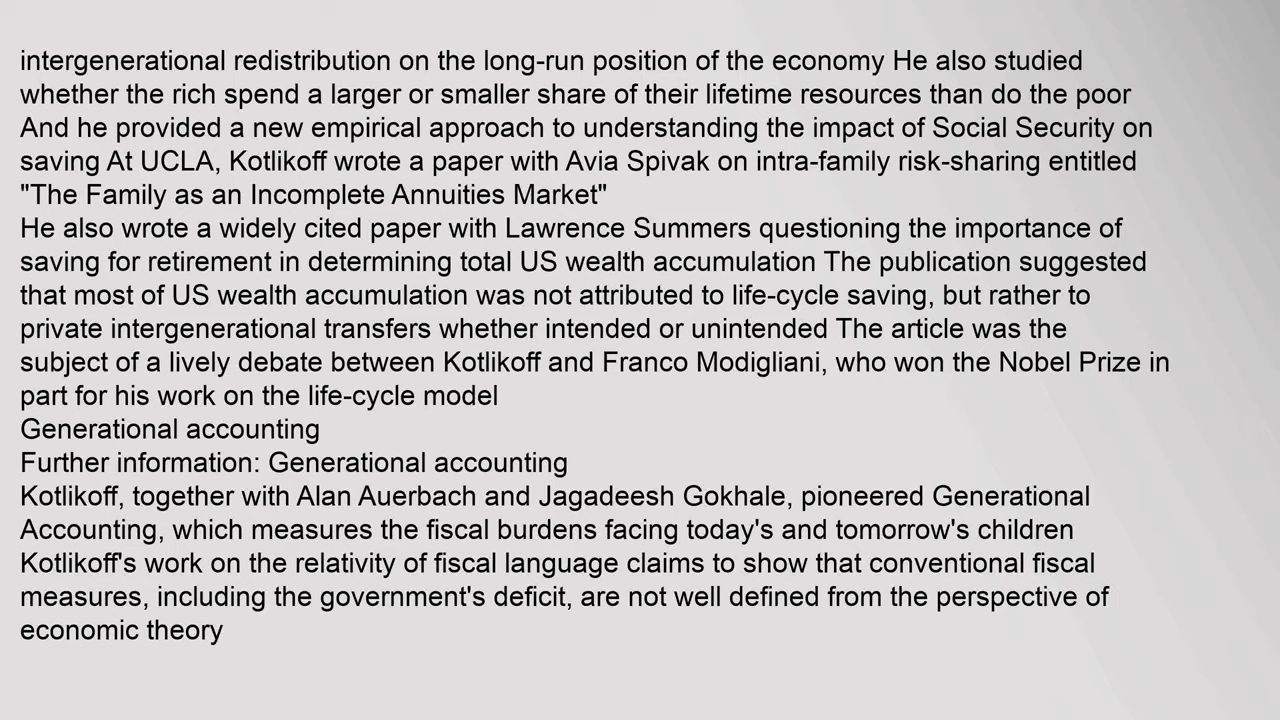 intergenerational redistribution on the long-run position of the economy He also studied
whether the rich spend a larger or smaller share of their lifetime resources than do the poor
And he provided a new empirical approach to understanding the impact of Social Security on
saving At UCLA, Kotlikoff wrote a paper with Avia Spivak on intra-family risk-sharing entitled
"The Family as an Incomplete Annuities Market"
He also wrote a widely cited paper with Lawrence Summers questioning the importance of
saving for retirement in determining total US wealth accumulation The publication suggested
that most of US wealth accumulation was not attributed to life-cycle saving, but rather to
private intergenerational transfers whether intended or unintended The article was the
subject of a lively debate between Kotlikoff and Franco Modigliani, who won the Nobel Prize in
part for his work on the life-cycle model
Generational accounting
Further information: Generational accounting
Kotlikoff, together with Alan Auerbach and Jagadeesh Gokhale, pioneered Generational
Accounting, which measures the fiscal burdens facing today's and tomorrow's children
Kotlikoff's work on the relativity of fiscal language claims to show that conventional fiscal
measures, including the government's deficit, are not well defined from the perspective of
economic theory